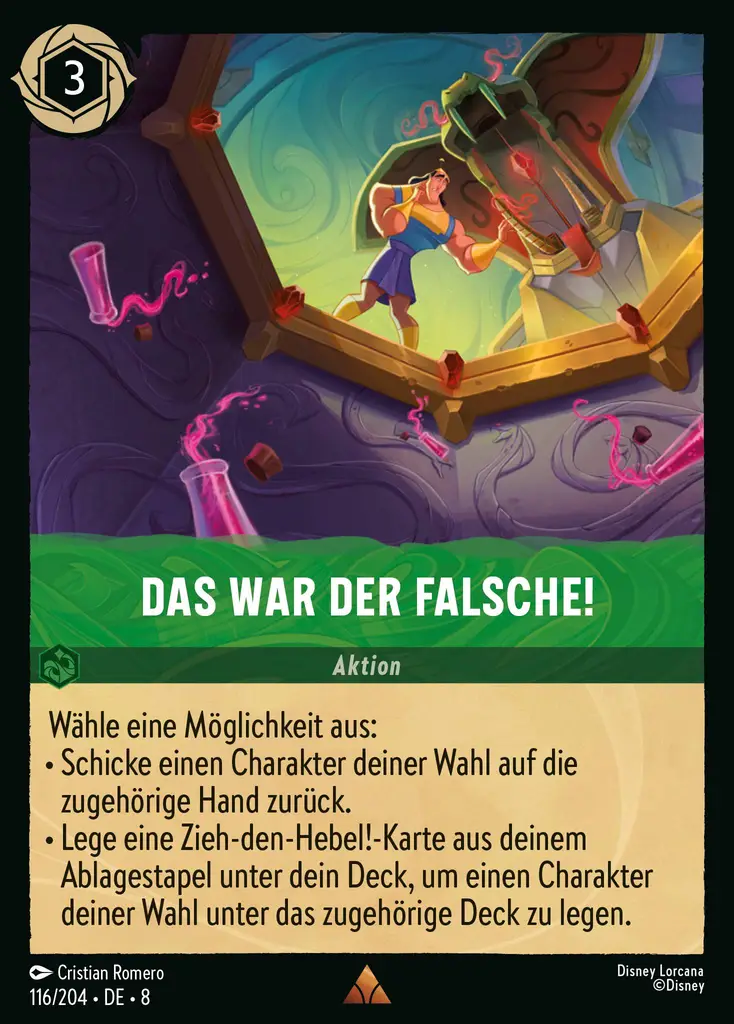 3
DAS WAR DER FALSCHE!
Aktion
Wähle eine Möglichkeit aus:
• Schicke einen Charakter deiner Wahl auf die
zugehörige Hand zurück.
• Lege eine Zieh-den-Hebel!-Karte aus deinem
Ablagestapel unter dein Deck, um einen Charakter
deiner Wahl unter das zugehörige Deck zu legen.
Cristian Romero
116/204 • DE • 8
Disney Lorcana
©Disney